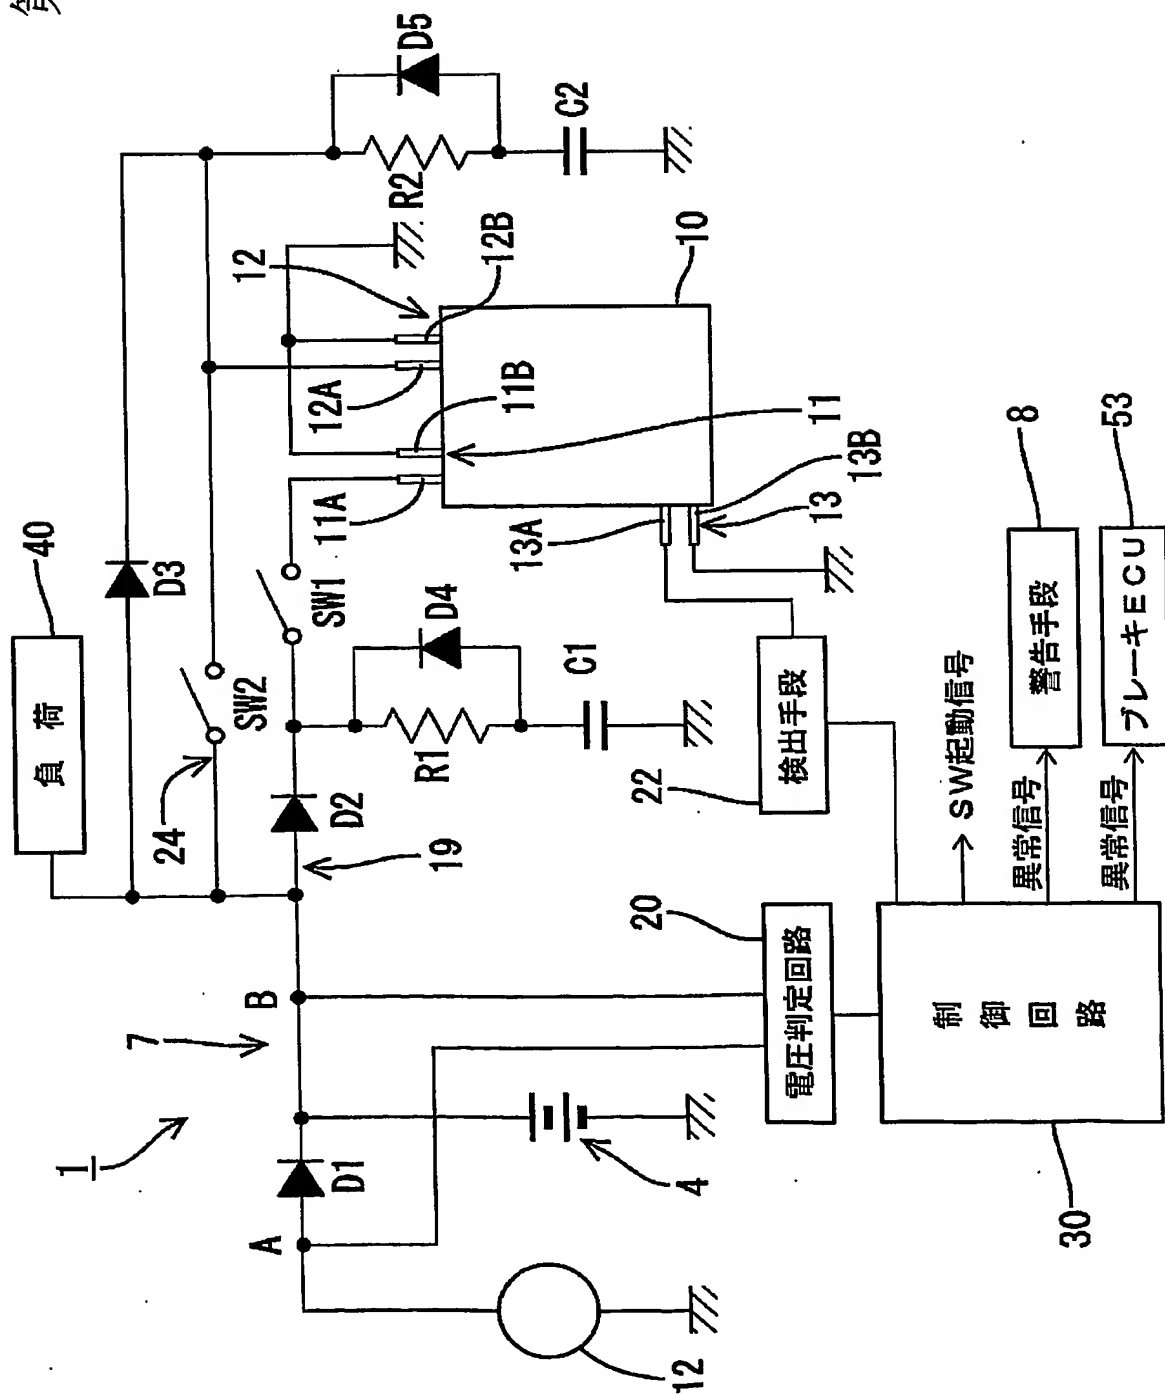 1
7
A
D1
B
12
4
40
負荷
24
SW2
D3
19
D2
SW1
R1
D4
C1
11A
11B
12A
12
12B
R2
D5
C2
10
11
13A
13B
13
20
電圧判定回路
22
検出手段
30
制御回路
SW起動信号
異常信号
警告手段
8
異常信号
ブレーキECU
53